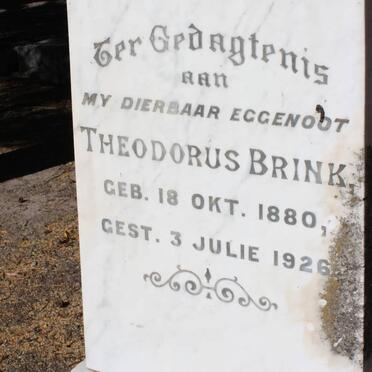 Ter Gedagtenis
aan
MY DIERBAAR EGGENOOT
THEODORUS BRINK,
GEB. 18 OKT. 1880,
GEST. 3 JULIE 1926